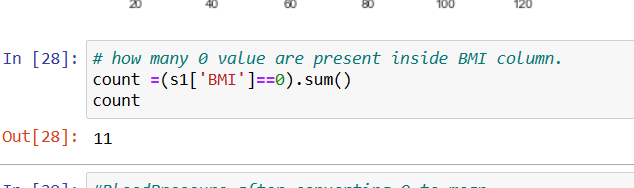 20 40 60 80 100 120
In [28]: # how many 0 value are present inside BMI column.
count =(s1['BMI']==0).sum()
count
Out[28]: 11